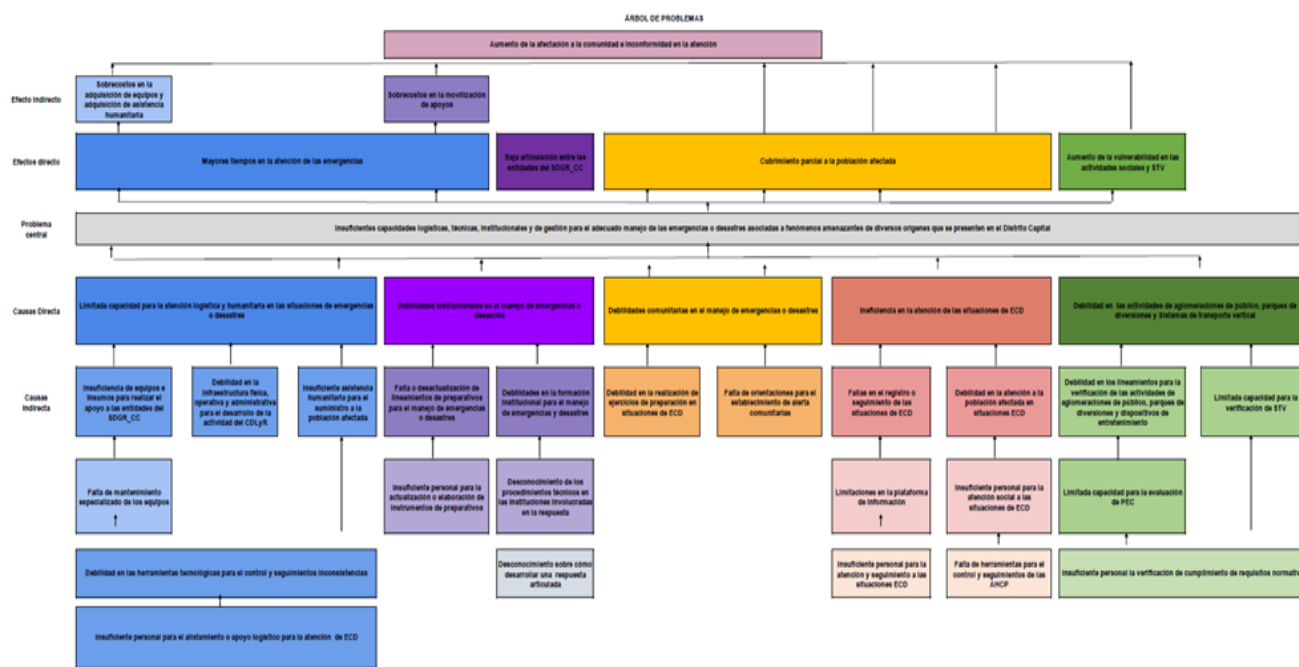 ÁRBOL DE PROBLEMAS
Aumento de la afectación a la comunidad e inconformidad en la atención
Efecto indirecto
Sobrecostos en la
adquisición de equipos y
adquisición de asistencia
humanitaria
Sobrecostos en la movilización de
apoyos
Efectos directo
Mayores tiempos en la atención de las emergencias
Baja articulación entre las
entidades del SDGR_CC
Cubrimiento parcial a la población afectada
Aumento de la vulnerabilidad en las
actividades sociales y STV
Problema
central
Insuficientes capacidades logísticas, técnicas, institucionales y de gestión para el adecuado manejo de las emergencias o desastres asociadas a fenómenos amenazantes de diversos orígenes que se presenten en el Distrito Capital
Causas Directa
Limitada capacidad para la atención logística y humanitaria en las situaciones de emergencias
o desastres
Debilidades institucionales en el manejo de emergencias o
desastres
Debilidades comunitarias en el manejo de emergencias o desastres
Ineficiencia en la atención de las situaciones de ECD
Debilidad en las actividades de aglomeraciones de público, parques de
diversiones y Sistemas de transporte vertical
Causas
Indirecta
Insuficiencia de equipos e
insumos para realizar el
apoyo a las entidades del
SDGR_CC
Debilidad en la
infraestructura física,
operativa y administrativa
para el desarrollo de la
actividad del CDLyR
Insuficiente asistencia
humanitaria para el
suministro a la
población afectada
Falta o desactualización de
lineamientos de preparativos
para el manejo de emergencias
o desastres
Debilidades en la formación
institucional para el manejo
de emergencias y desastres
Debilidad en la realización de
ejercicios de preparación en
situaciones de ECD
Falta de orientaciones para el
establecimiento de alerta
comunitarias
Fallas en el registro o
seguimiento de las
situaciones de ECD
Debilidad en la atención a la
población afectada en
situaciones ECD
Debilidad en los lineamientos para la
verificación de las actividades de
aglomeraciones de público, parques de
diversiones y dispositivos de
entretenimiento
Limitada capacidad para la
verificación de STV
Falta de mantenimiento
especializado de los equipos
Insuficiente personal para la
actualización o elaboración de
instrumentos de preparativos
Desconocimiento de los
procedimientos técnicos en
las instituciones involucradas
en la respuesta
Limitaciones en la plataforma
de información
Insuficiente personal para la
atención social a las
situaciones de ECD
Limitada capacidad para la evaluación de
PEC
Debilidad en las herramientas tecnológicas para el control y seguimientos inconsistencias
Desconocimiento sobre cómo
desarrollar una respuesta
articulada
Insuficiente personal para la
atención y seguimiento a las
situaciones ECD
Falta de herramientas para el
control y seguimientos de las
AHCP
Insuficiente personal la verificación de cumplimiento de requisitos normativ
Insuficiente personal para el alistamiento o apoyo logístico para la atención de ECD